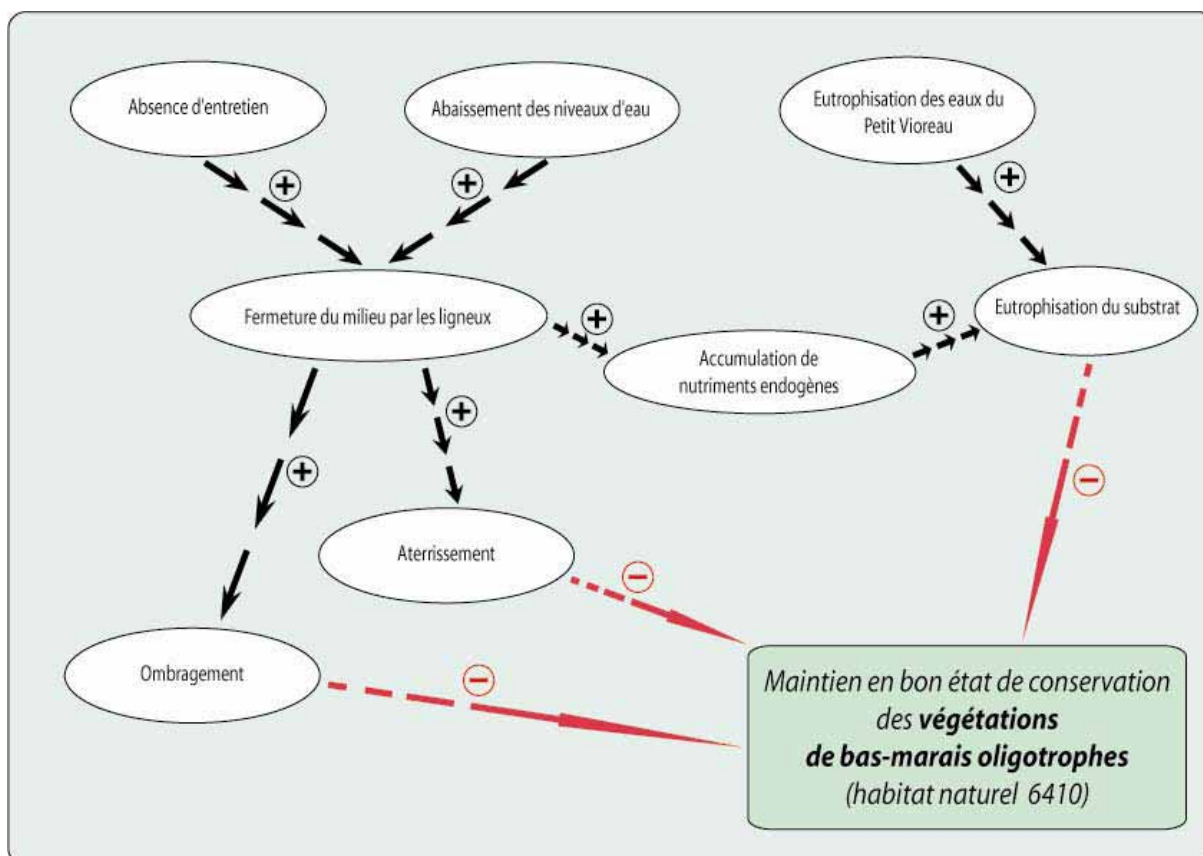 Absence d'entretien
Abaissement des niveaux d'eau
Eutrophisation des eaux du
Petit Vioreau
+
+
+
Fermeture du milieu par les ligneux
Eutrophisation du substrat
+
+
Accumulation de
nutriments endogènes
+
+
Aterrissement
−
−
Ombragement
−
Maintien en bon état de conservation
des végétations
de bas-marais oligotrophes
(habitat naturel 6410)